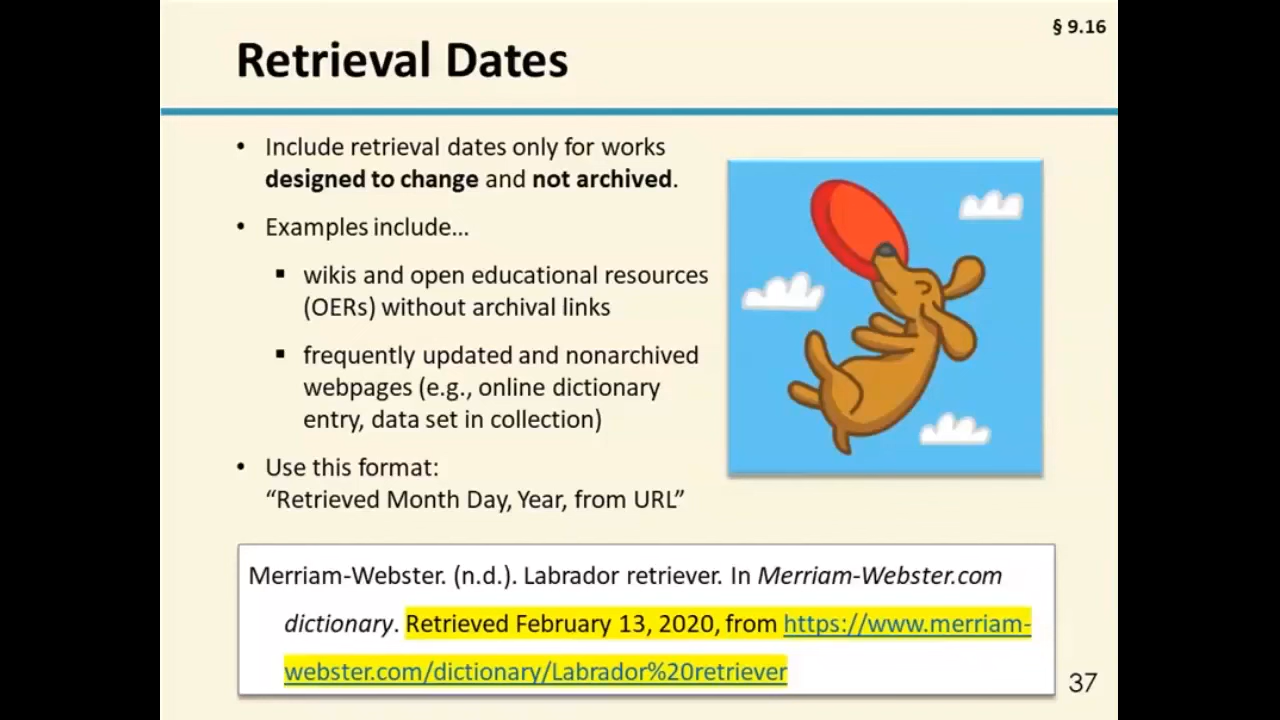 § 9.16
Retrieval Dates
• Include retrieval dates only for works
designed to change and not archived.
• Examples include…
▪ wikis and open educational resources
(OERs) without archival links
▪ frequently updated and nonarchived
webpages (e.g., online dictionary
entry, data set in collection)
• Use this format:
“Retrieved Month Day, Year, from URL”
Merriam-Webster. (n.d.). Labrador retriever. In Merriam-Webster.com
dictionary. Retrieved February 13, 2020, from https://www.merriam-
webster.com/dictionary/Labrador%20retriever
37